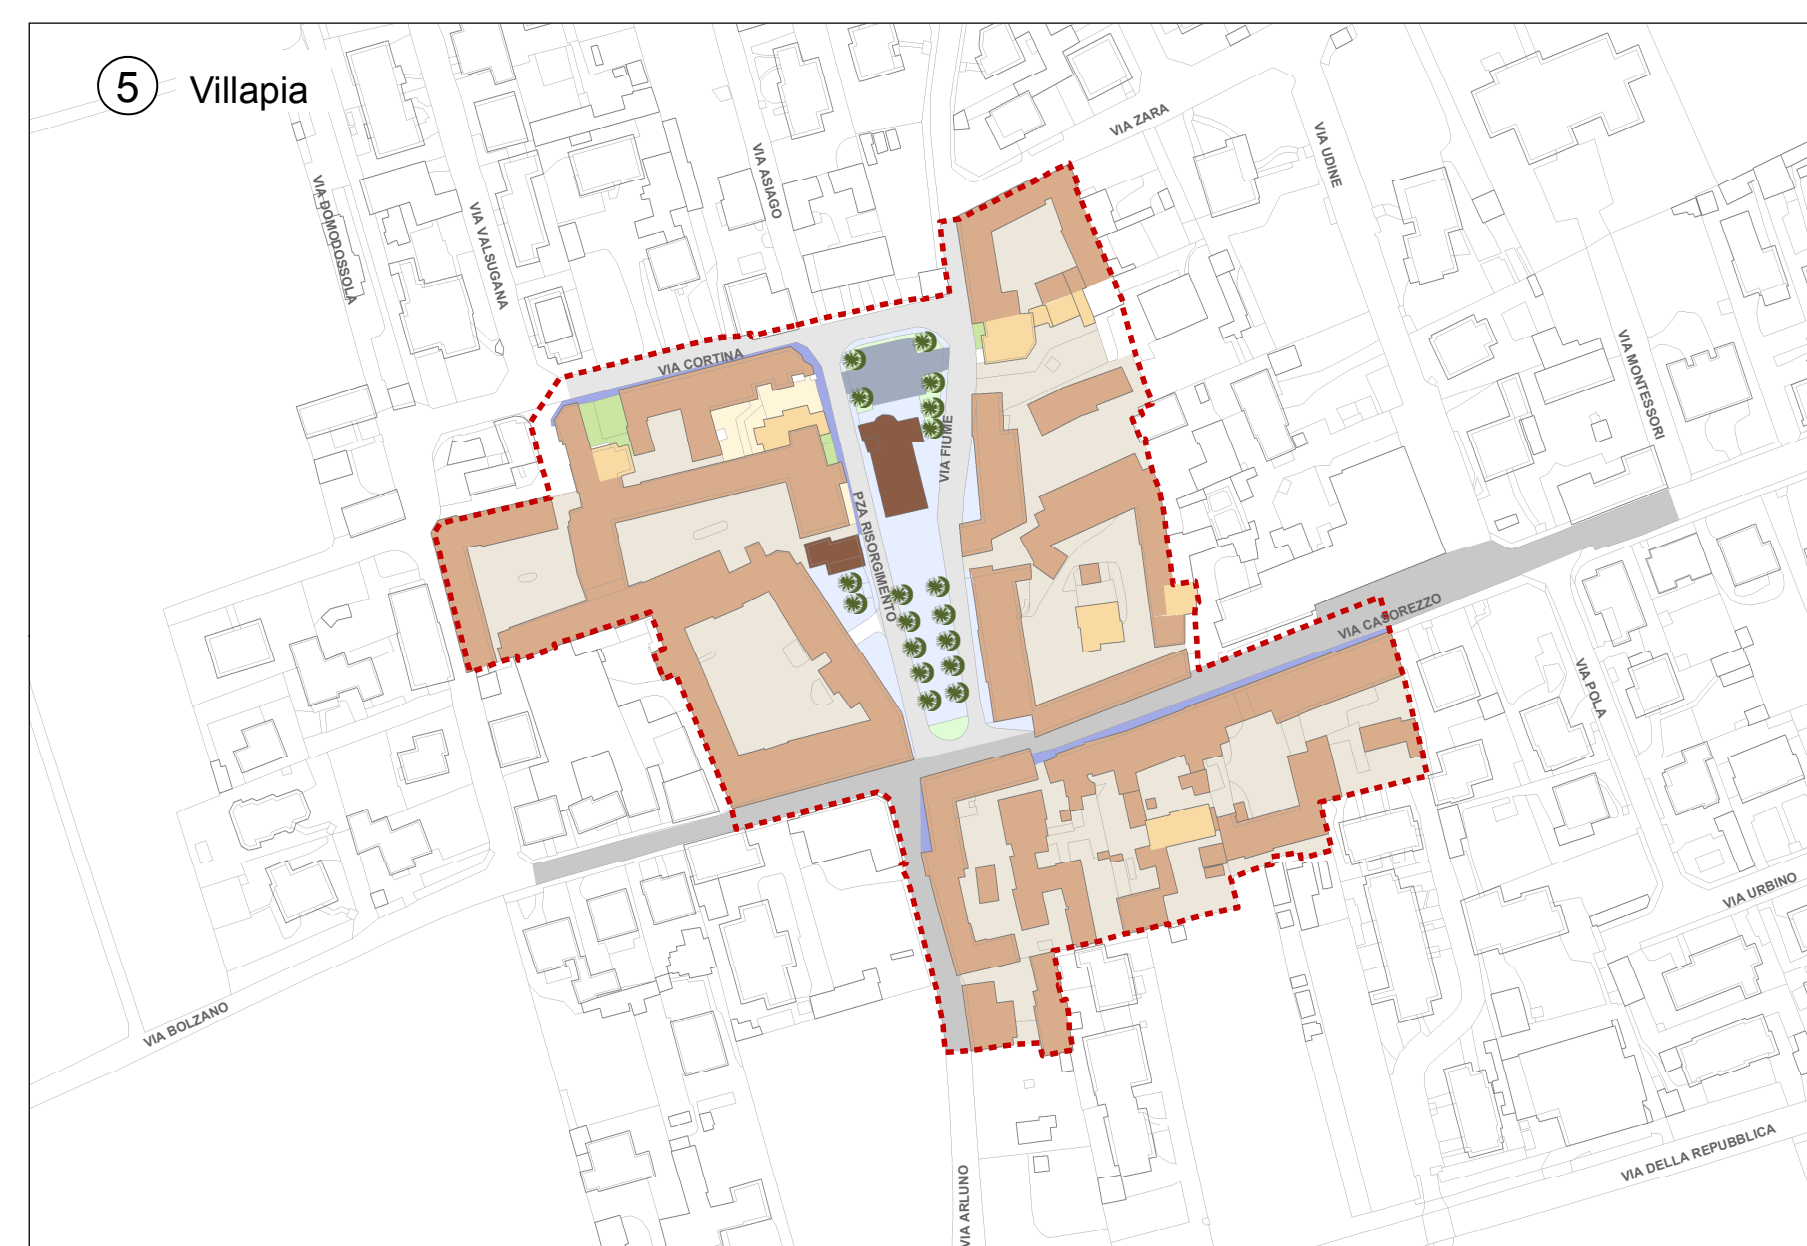 5 Villapia
VIA ZARA
VIA UDINE
VIA ASIAGO
VIA DOMODOSSOLA
VIA VALSUGANA
VIA CORTINA
VIA MONTESSORI
VIA FIUME
PZA RISORGIMENTO
VIA CASOREZZO
VIA POLA
VIA URBINO
VIA BOLZANO
VIA ARLUNO
VIA DELLA REPUBBLICA